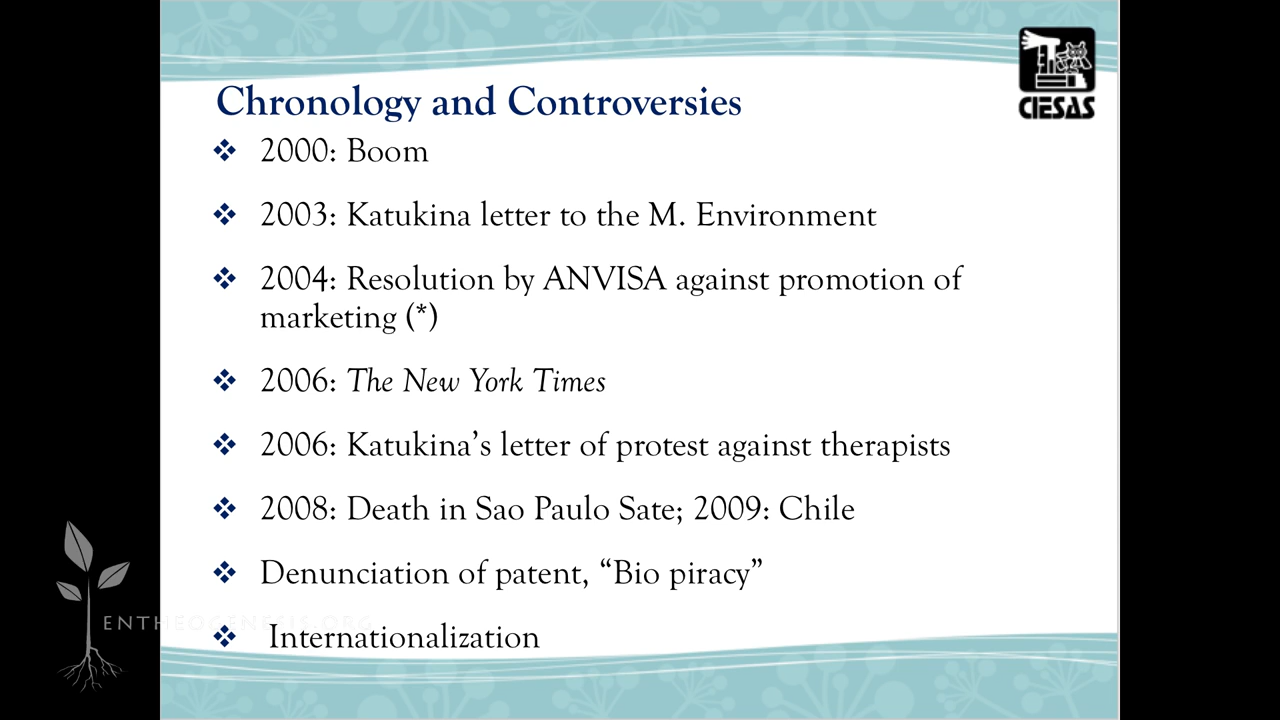 CIESAS
Chronology and Controversies
❖ 2000: Boom
❖ 2003: Katukina letter to the M. Environment
❖ 2004: Resolution by ANVISA against promotion of
marketing (*)
❖ 2006: The New York Times
❖ 2006: Katukina’s letter of protest against therapists
❖ 2008: Death in Sao Paulo Sate; 2009: Chile
❖ Denunciation of patent, “Bio piracy”
ENTHEOGENESIS.ORG
❖ Internationalization